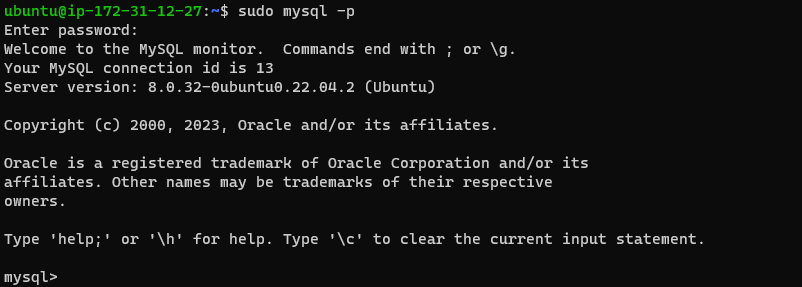 ubuntu@ip-172-31-12-27:~$ sudo mysql -p
Enter password:
Welcome to the MySQL monitor.  Commands end with ; or \g.
Your MySQL connection id is 13
Server version: 8.0.32-0ubuntu0.22.04.2 (Ubuntu)

Copyright (c) 2000, 2023, Oracle and/or its affiliates.

Oracle is a registered trademark of Oracle Corporation and/or its
affiliates. Other names may be trademarks of their respective
owners.

Type 'help;' or '\h' for help. Type '\c' to clear the current input statement.

mysql>